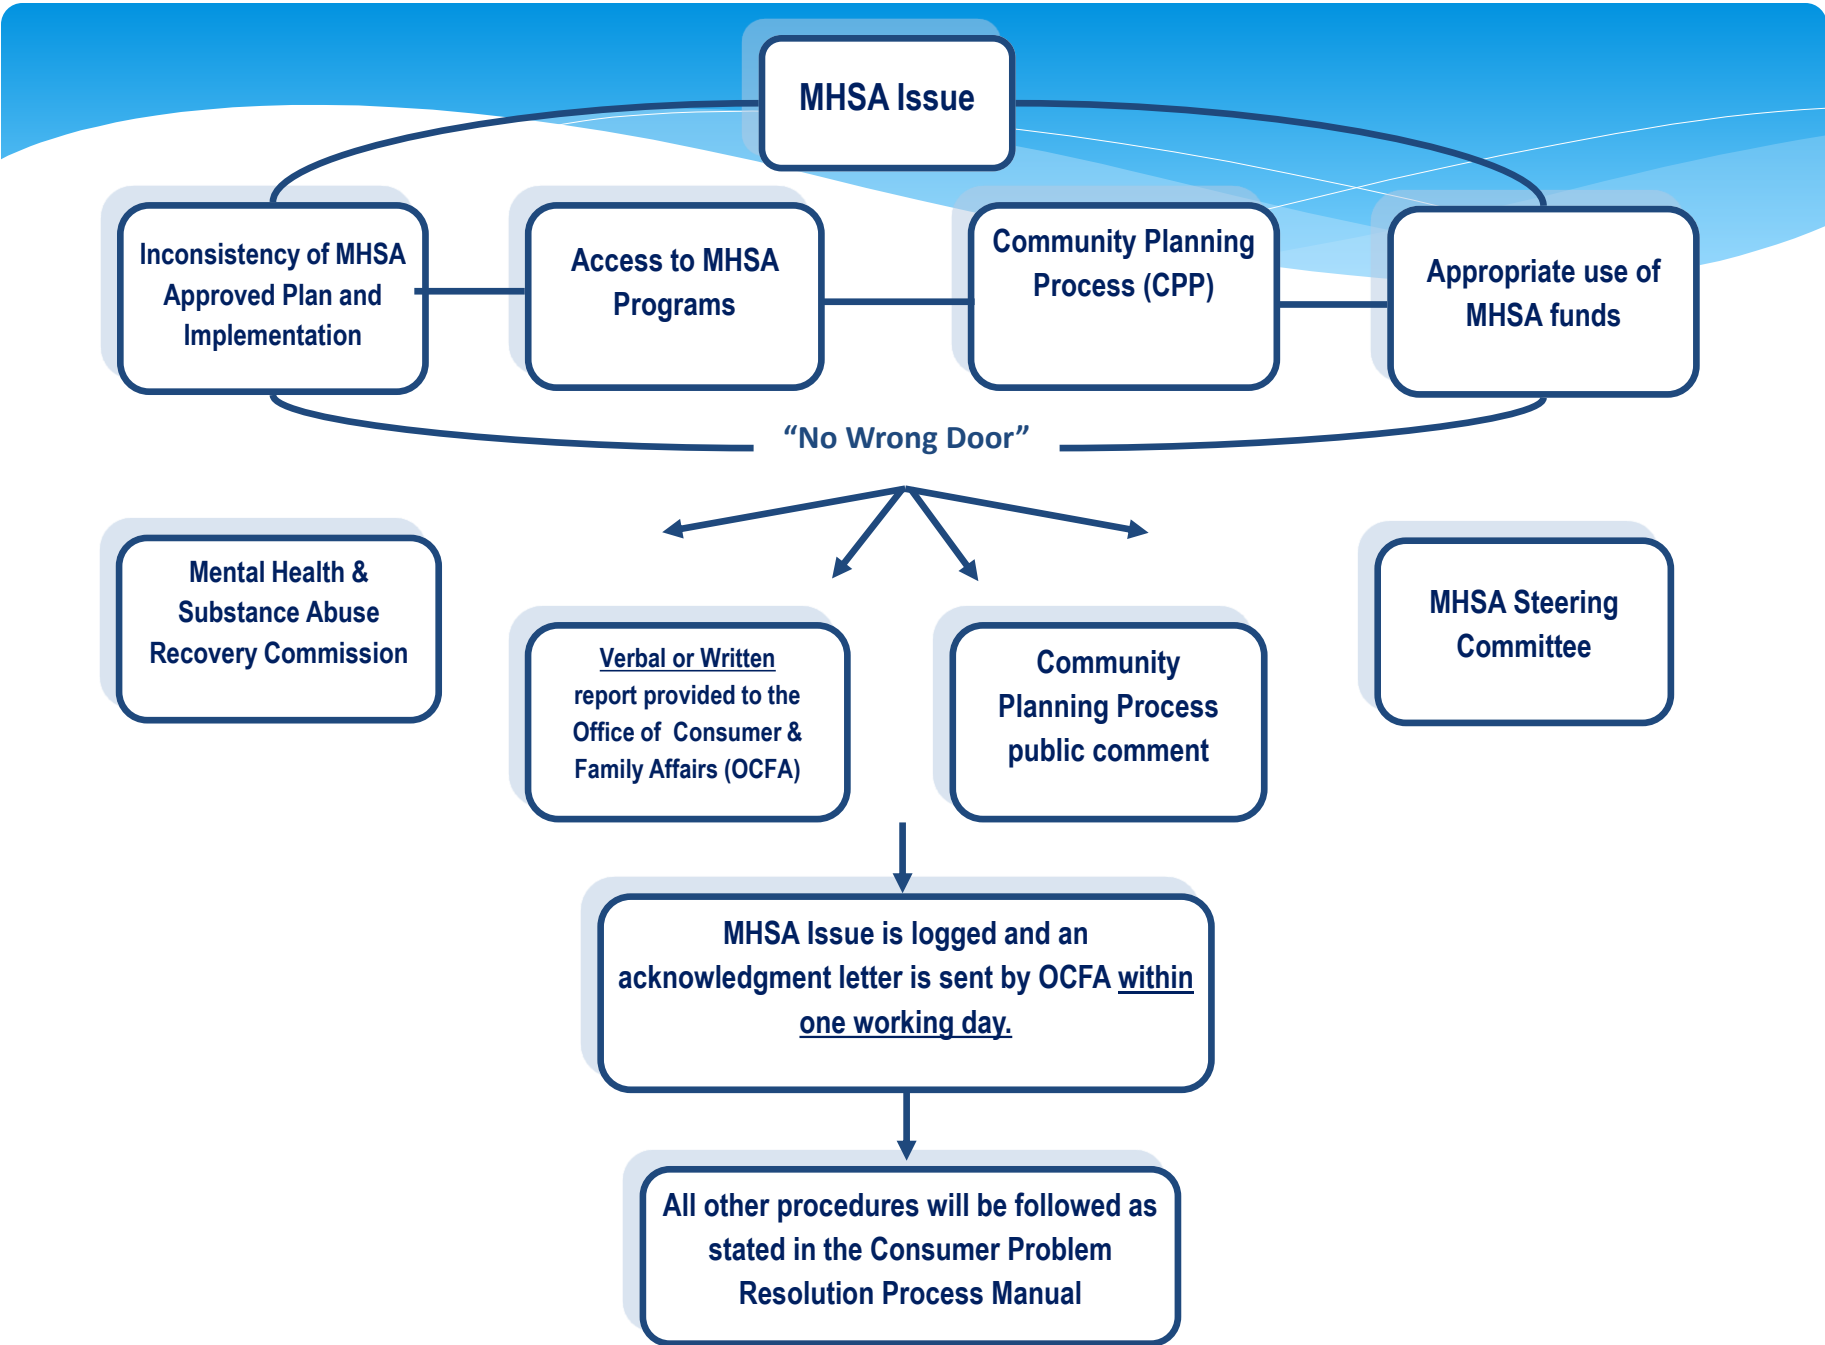 MHSA Issue
Inconsistency of MHSA
Approved Plan and
Implementation
Access to MHSA
Programs
Community Planning
Process (CPP)
Appropriate use of
MHSA funds
“No Wrong Door”
Mental Health &
Substance Abuse
Recovery Commission
Verbal or Written
report provided to the
Office of Consumer &
Family Affairs (OCFA)
Community
Planning Process
public comment
MHSA Steering
Committee
MHSA Issue is logged and an
acknowledgment letter is sent by OCFA within
one working day.
All other procedures will be followed as
stated in the Consumer Problem
Resolution Process Manual